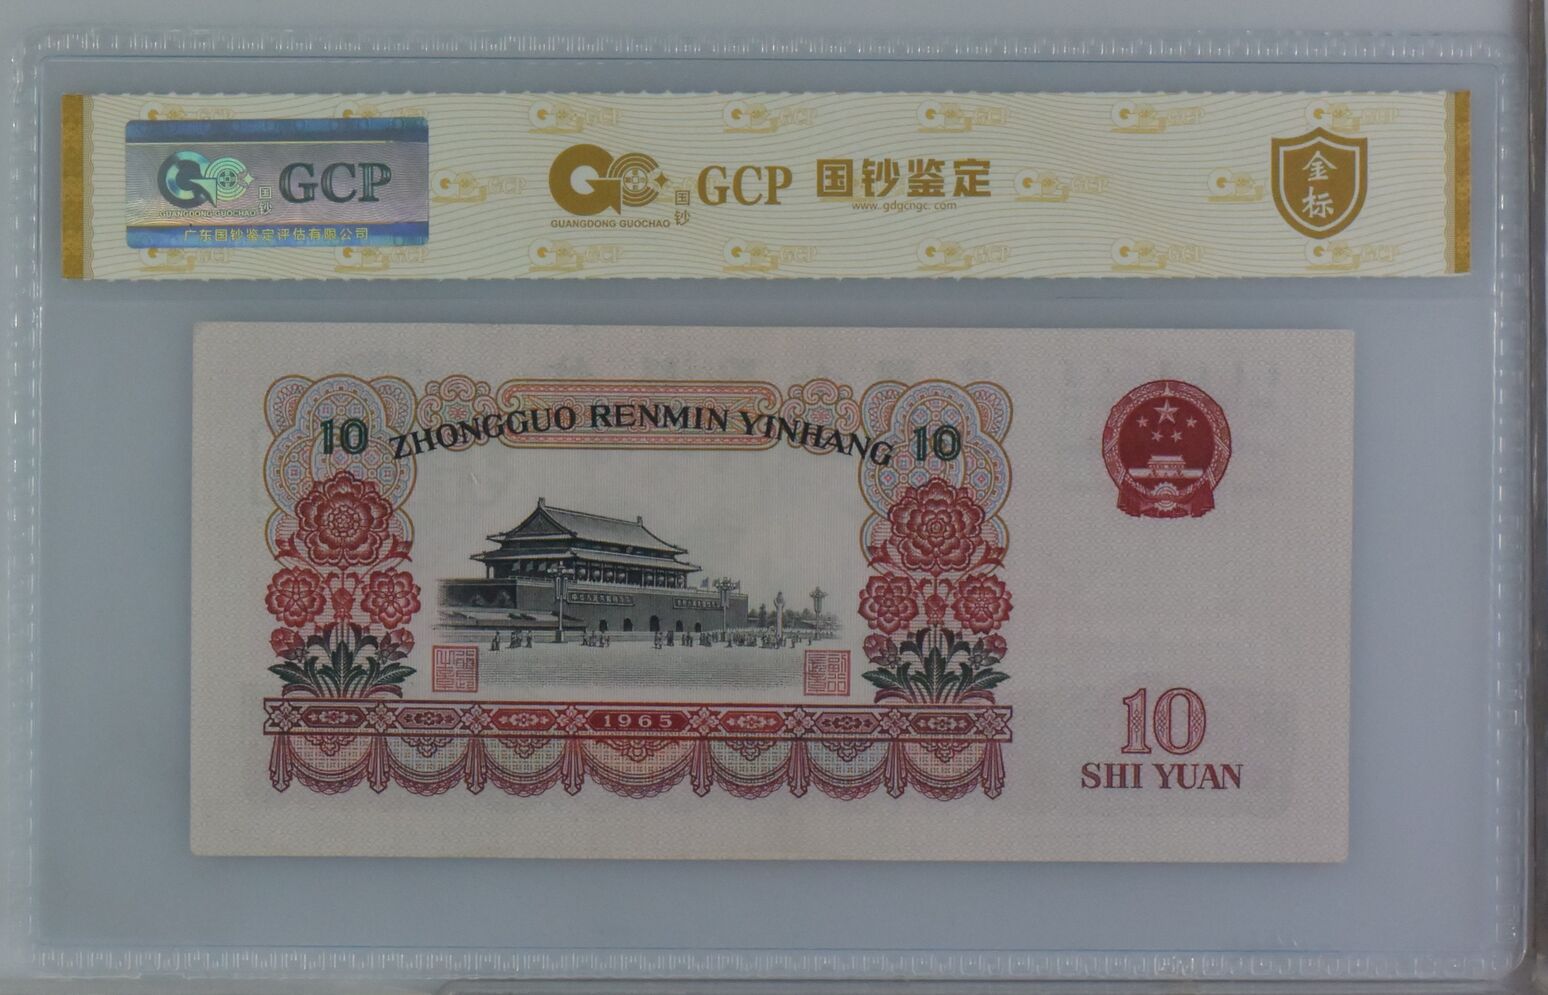 GCP
国钞
GUANGDONG GUOCHAO
广东国钞鉴定评估有限公司
国钞
GCP 国钞鉴定
GUANGDONG GUOCHAO
www.gdgcngc.com
金标
10 ZHONGGUO RENMIN YINHANG 10
1965
10
SHI YUAN